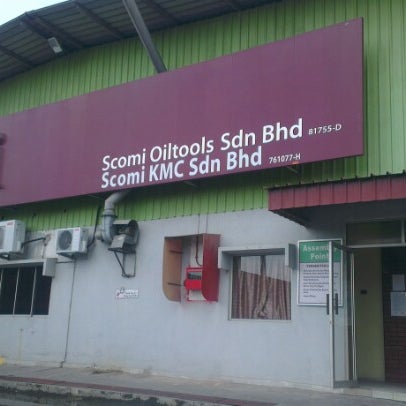 Scomi Oiltools Sdn Bhd 81755-D
Scomi KMC Sdn Bhd 761077-H
Assembly
Point